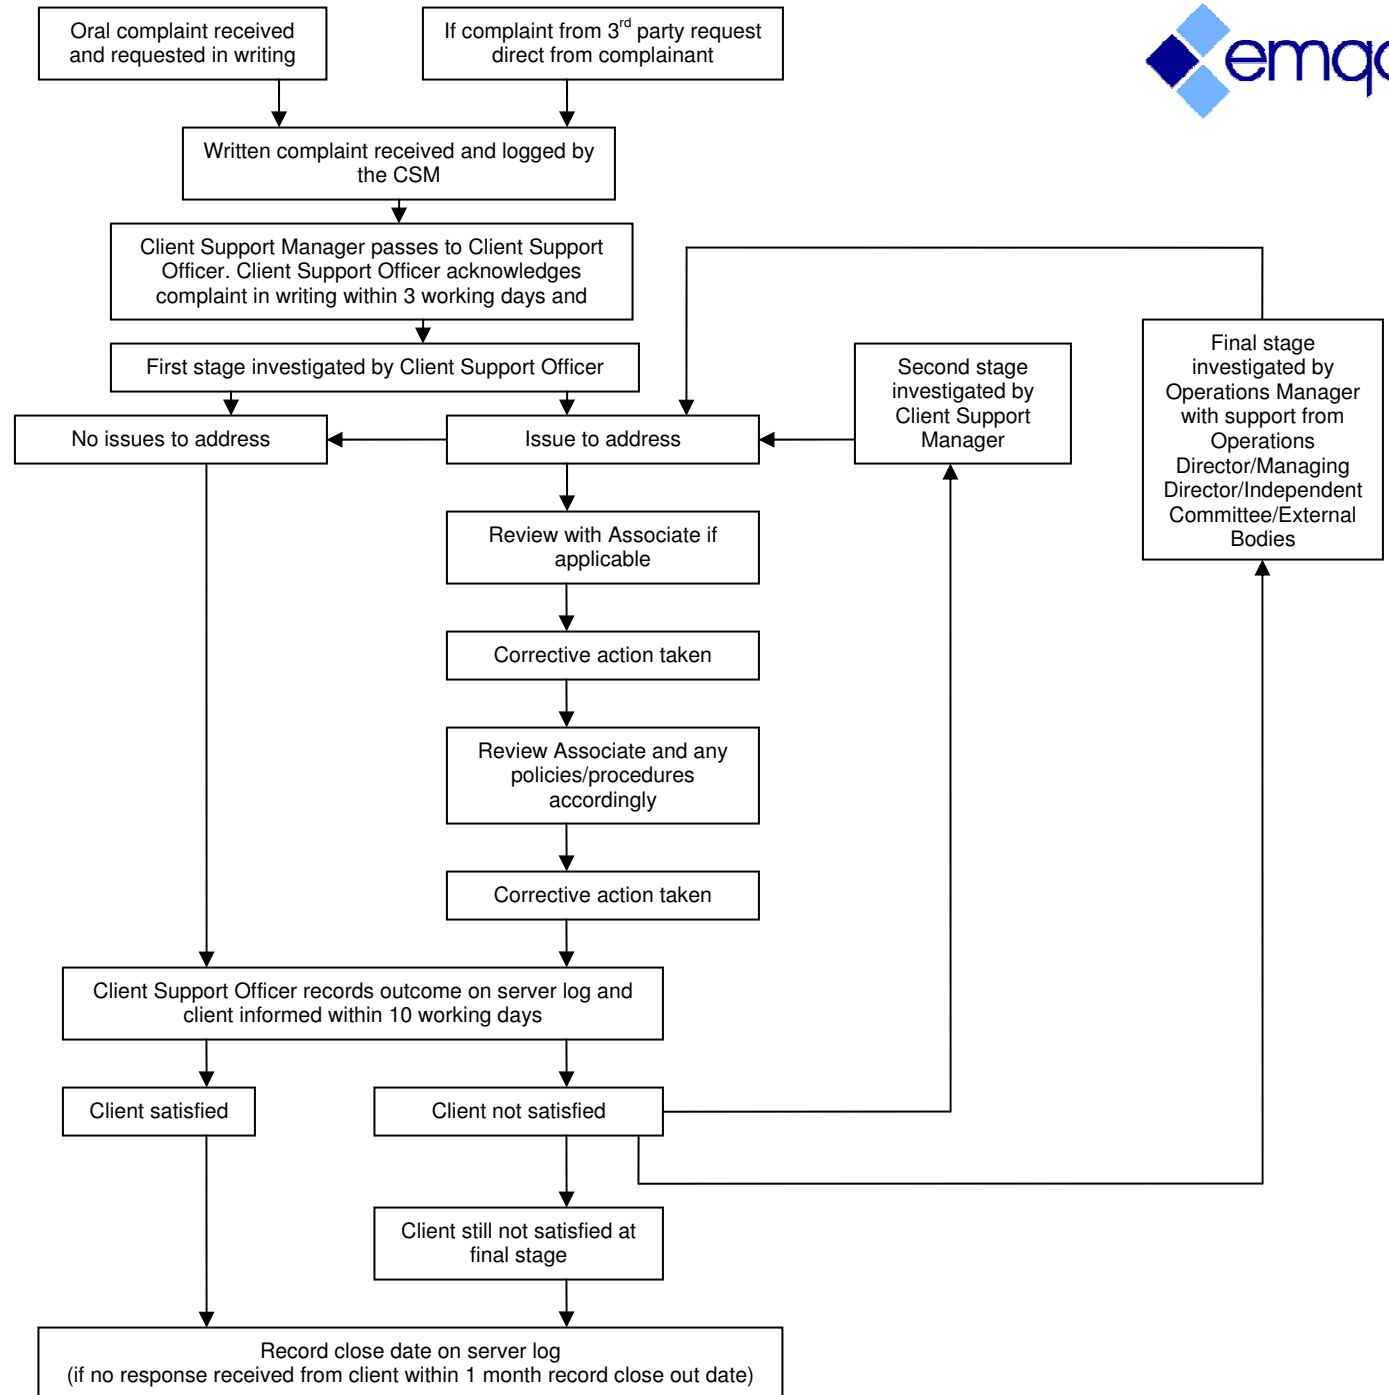 Oral complaint received
and requested in writing
If complaint from 3rd party request
direct from complainant
Written complaint received and logged by
the CSM
Client Support Manager passes to Client Support
Officer. Client Support Officer acknowledges
complaint in writing within 3 working days and
First stage investigated by Client Support Officer
No issues to address
Issue to address
Second stage
investigated by
Client Support
Manager
Final stage
investigated by
Operations Manager
with support from
Operations
Director/Managing
Director/Independent
Committee/External
Bodies
Review with Associate if
applicable
Corrective action taken
Review Associate and any
policies/procedures
accordingly
Corrective action taken
Client Support Officer records outcome on server log and
client informed within 10 working days
Client satisfied
Client not satisfied
Client still not satisfied at
final stage
Record close date on server log
(if no response received from client within 1 month record close out date)